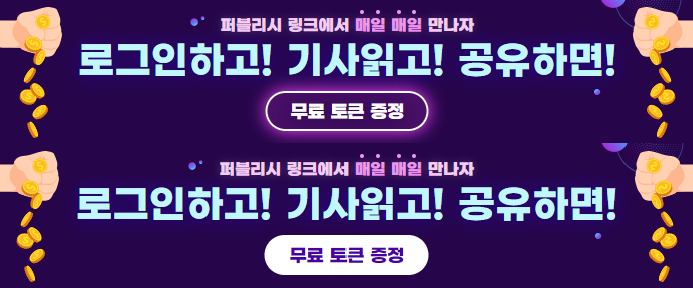 퍼블리시 링크에서 매일 매일 만나자
로그인하고! 기사읽고! 공유하면!
무료 토큰 증정
퍼블리시 링크에서 매일 매일 만나자
로그인하고! 기사읽고! 공유하면!
무료 토큰 증정